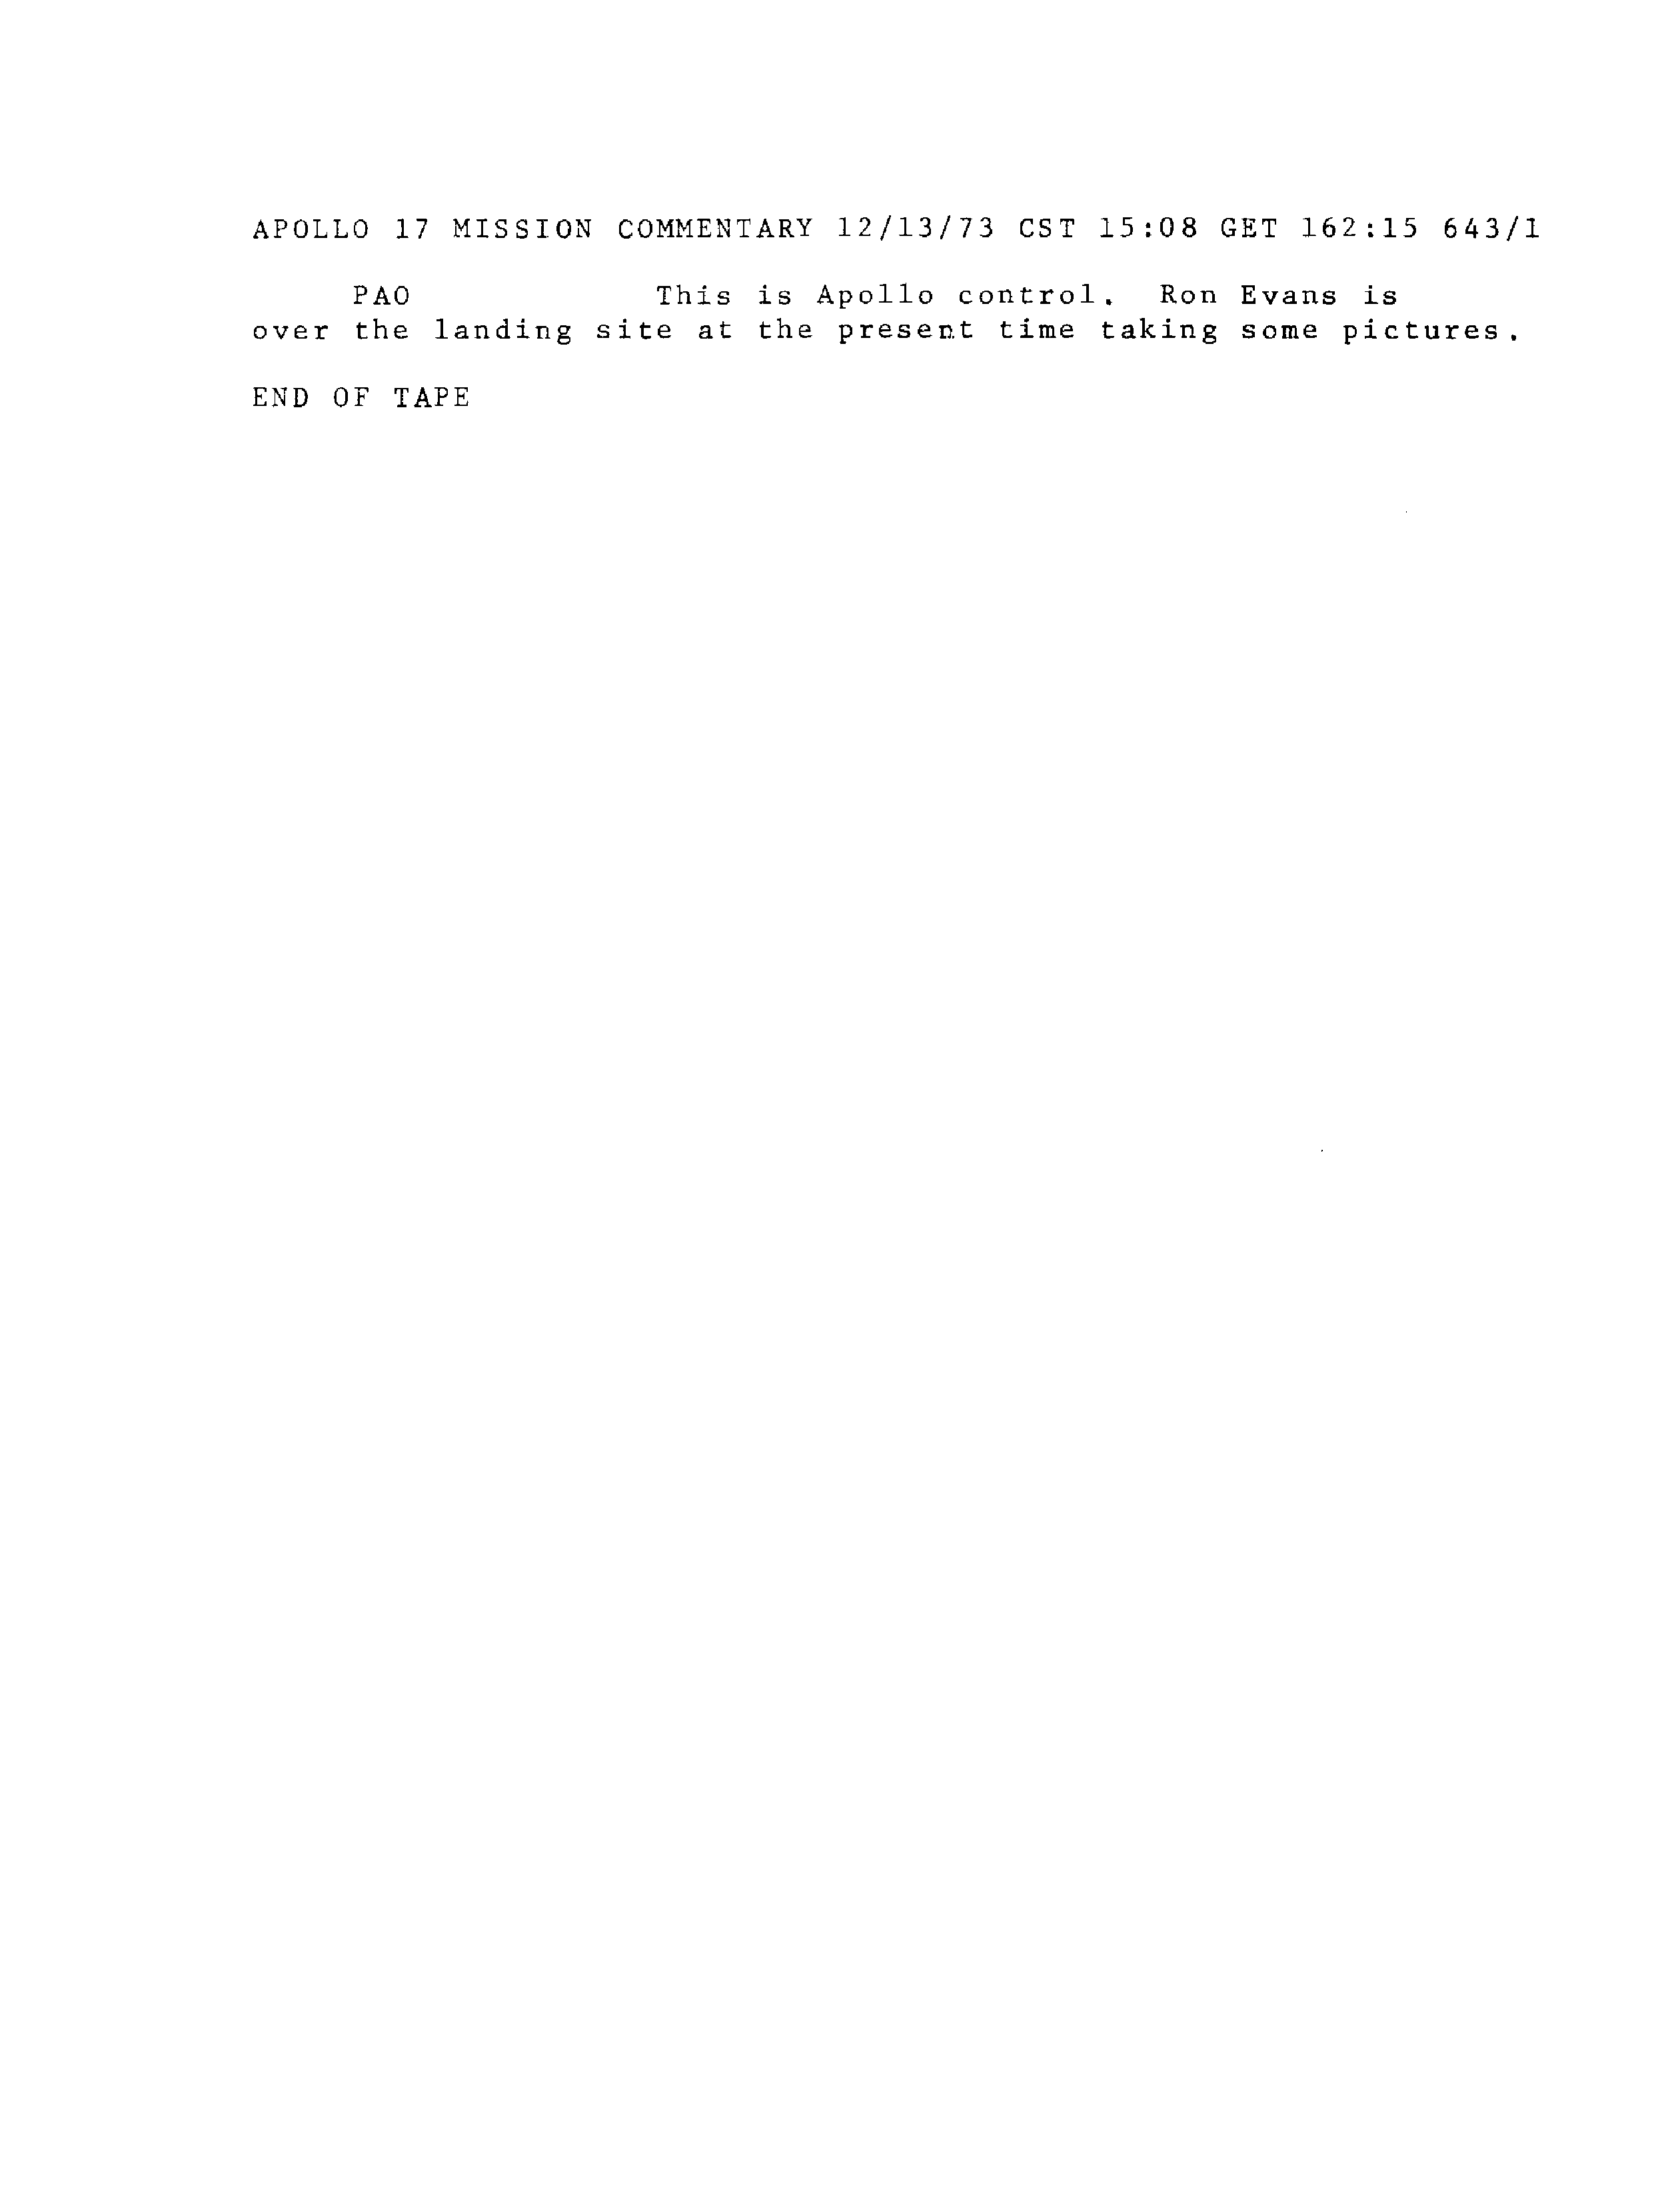 APOLLO 17 MISSION COMMENTARY 12/13/73 CST 15:08 GET 162:15 643/1
PAO This is Apollo control. Ron Evans is
over the landing site at the present time taking some pictures.
END OF TAPE